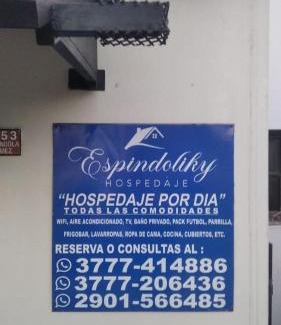 53
Espindoliky
HOSPEDAJE
"HOSPEDAJE POR DIA"
TODAS LAS COMODIDADES
WIFI, AIRE ACONDICIONADO, TV, BAÑO PRIVADO, PACK FUTBOL, PARRILLA,
FRIGOBAR, LAVARROPAS, ROPA DE CAMA, COCINA, CUBIERTOS, ETC.
RESERVA O CONSULTAS AL :
3777-414886
3777-206436
2901-566485